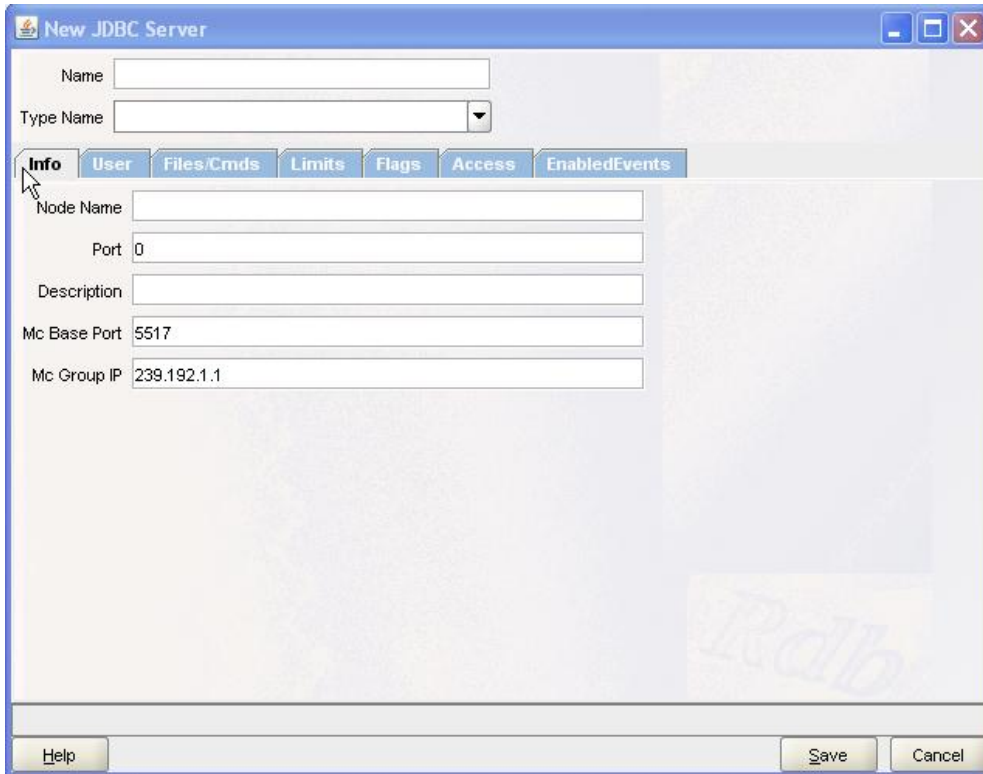 New JDBC Server
Name
Type Name
Info User Files/Cmds Limits Flags Access EnabledEvents
Node Name
Port 0
Description
Mc Base Port 5517
Mc Group IP 239.192.1.1
Rdb
Help Save Cancel